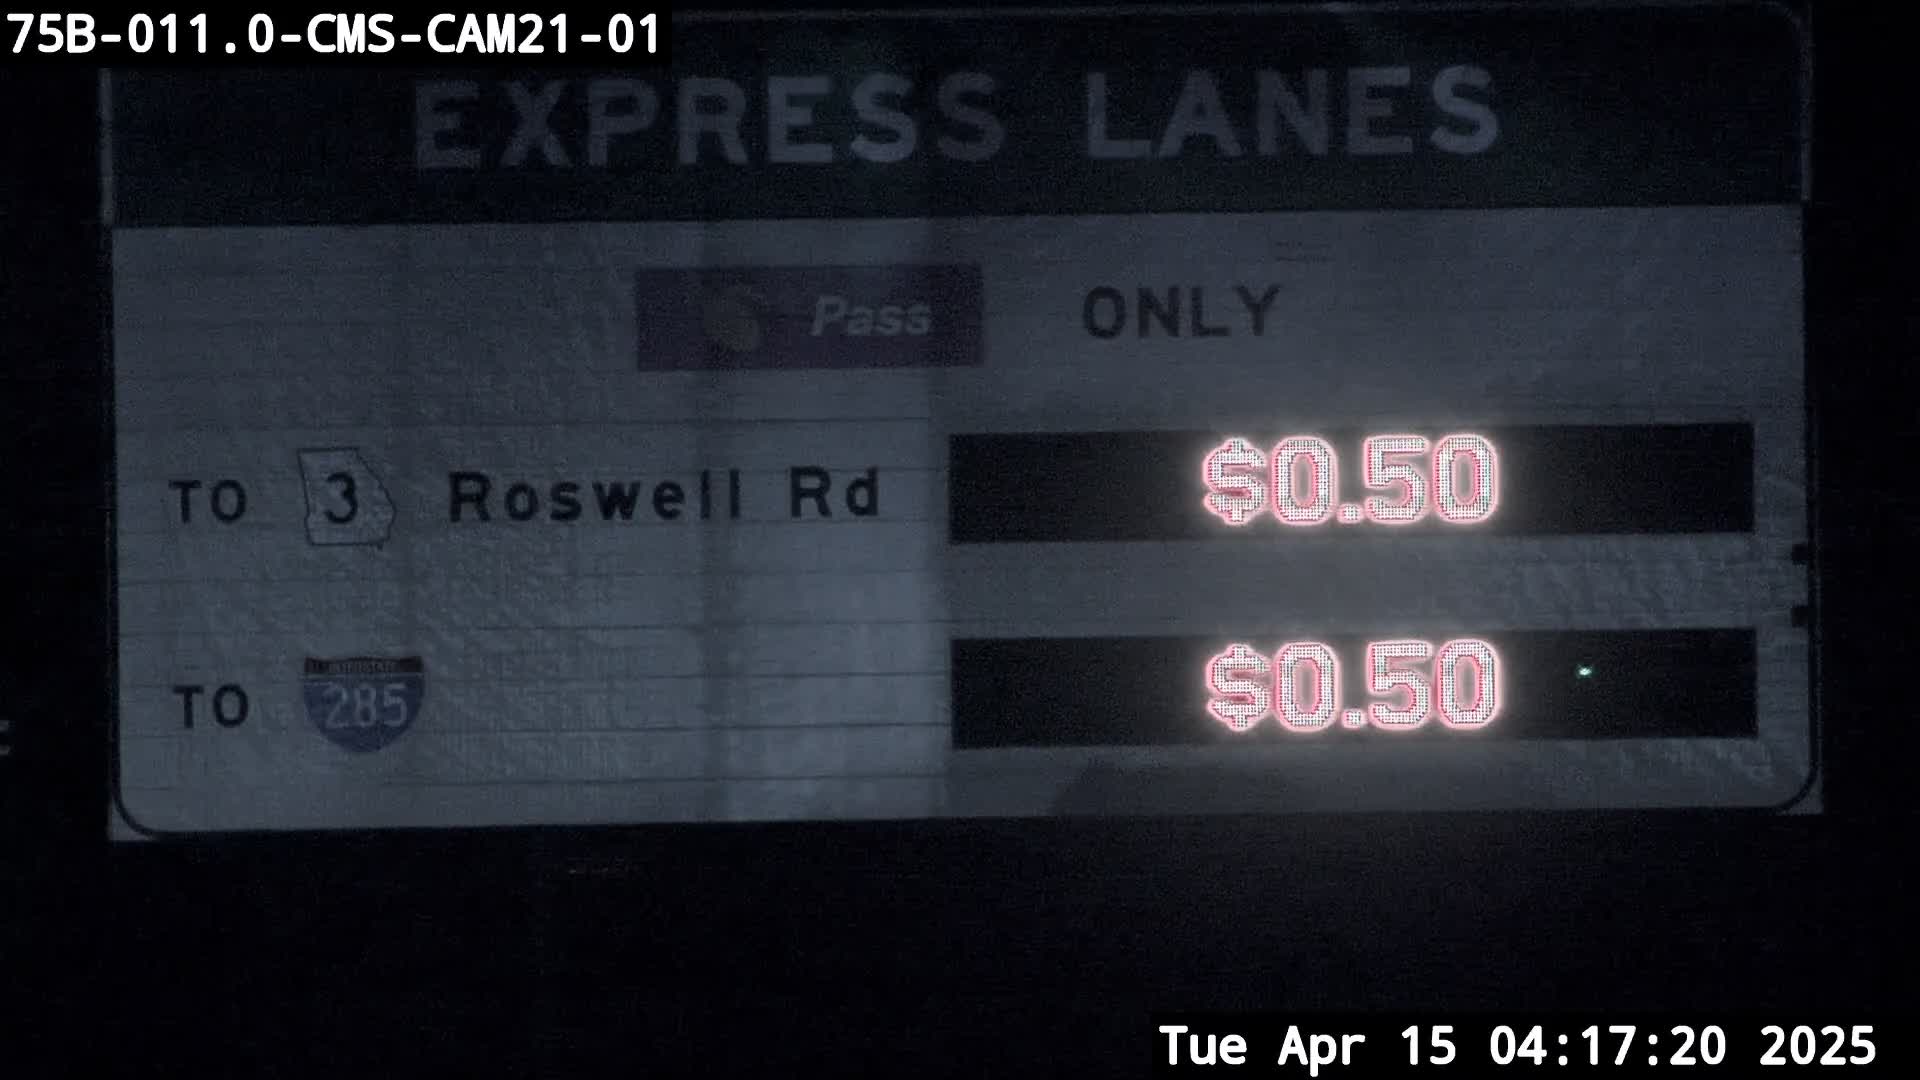 75B-011.0-CMS-CAM21-01
EXPRESS LANES
Pass ONLY
TO 3 Roswell Rd $0.50
INTERSTATE
TO 285 $0.50
Tue Apr 15 04:17:20 2025